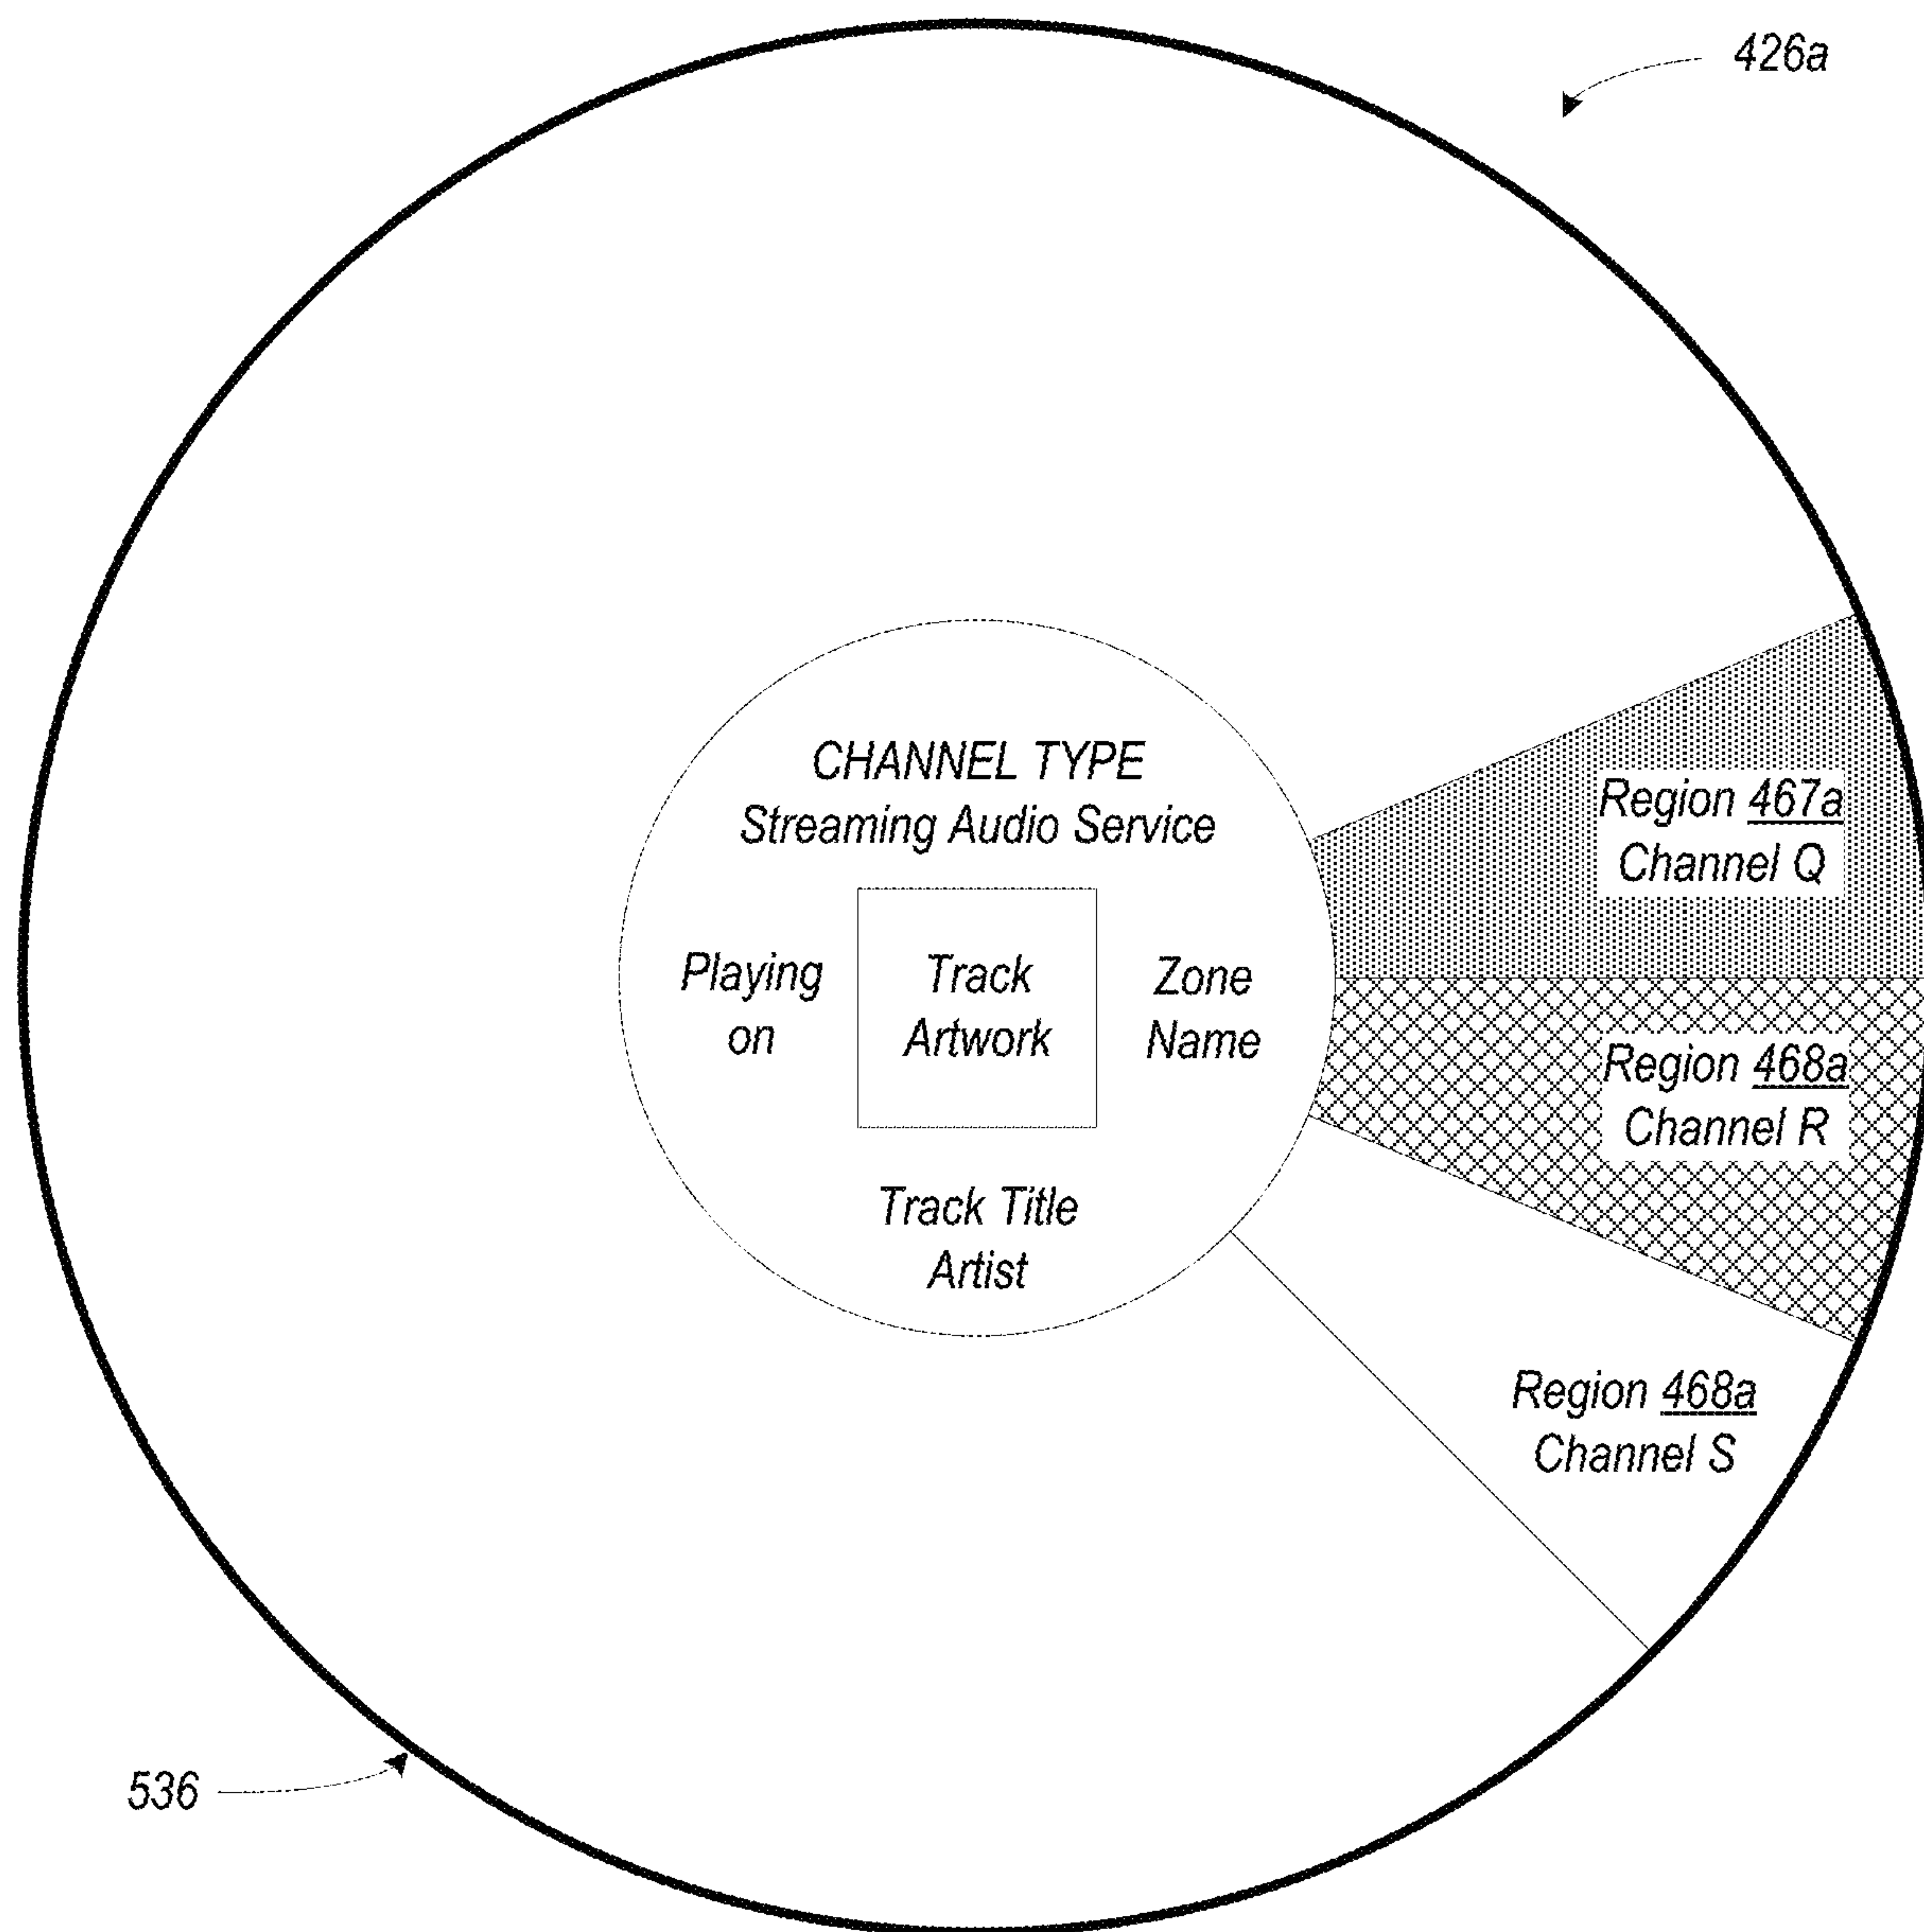 426a
CHANNEL TYPE
Streaming Audio Service
Playing
on
Track
Artwork
Zone
Name
Track Title
Artist
Region 467a
Channel Q
Region 468a
Channel R
Region 468a
Channel S
536